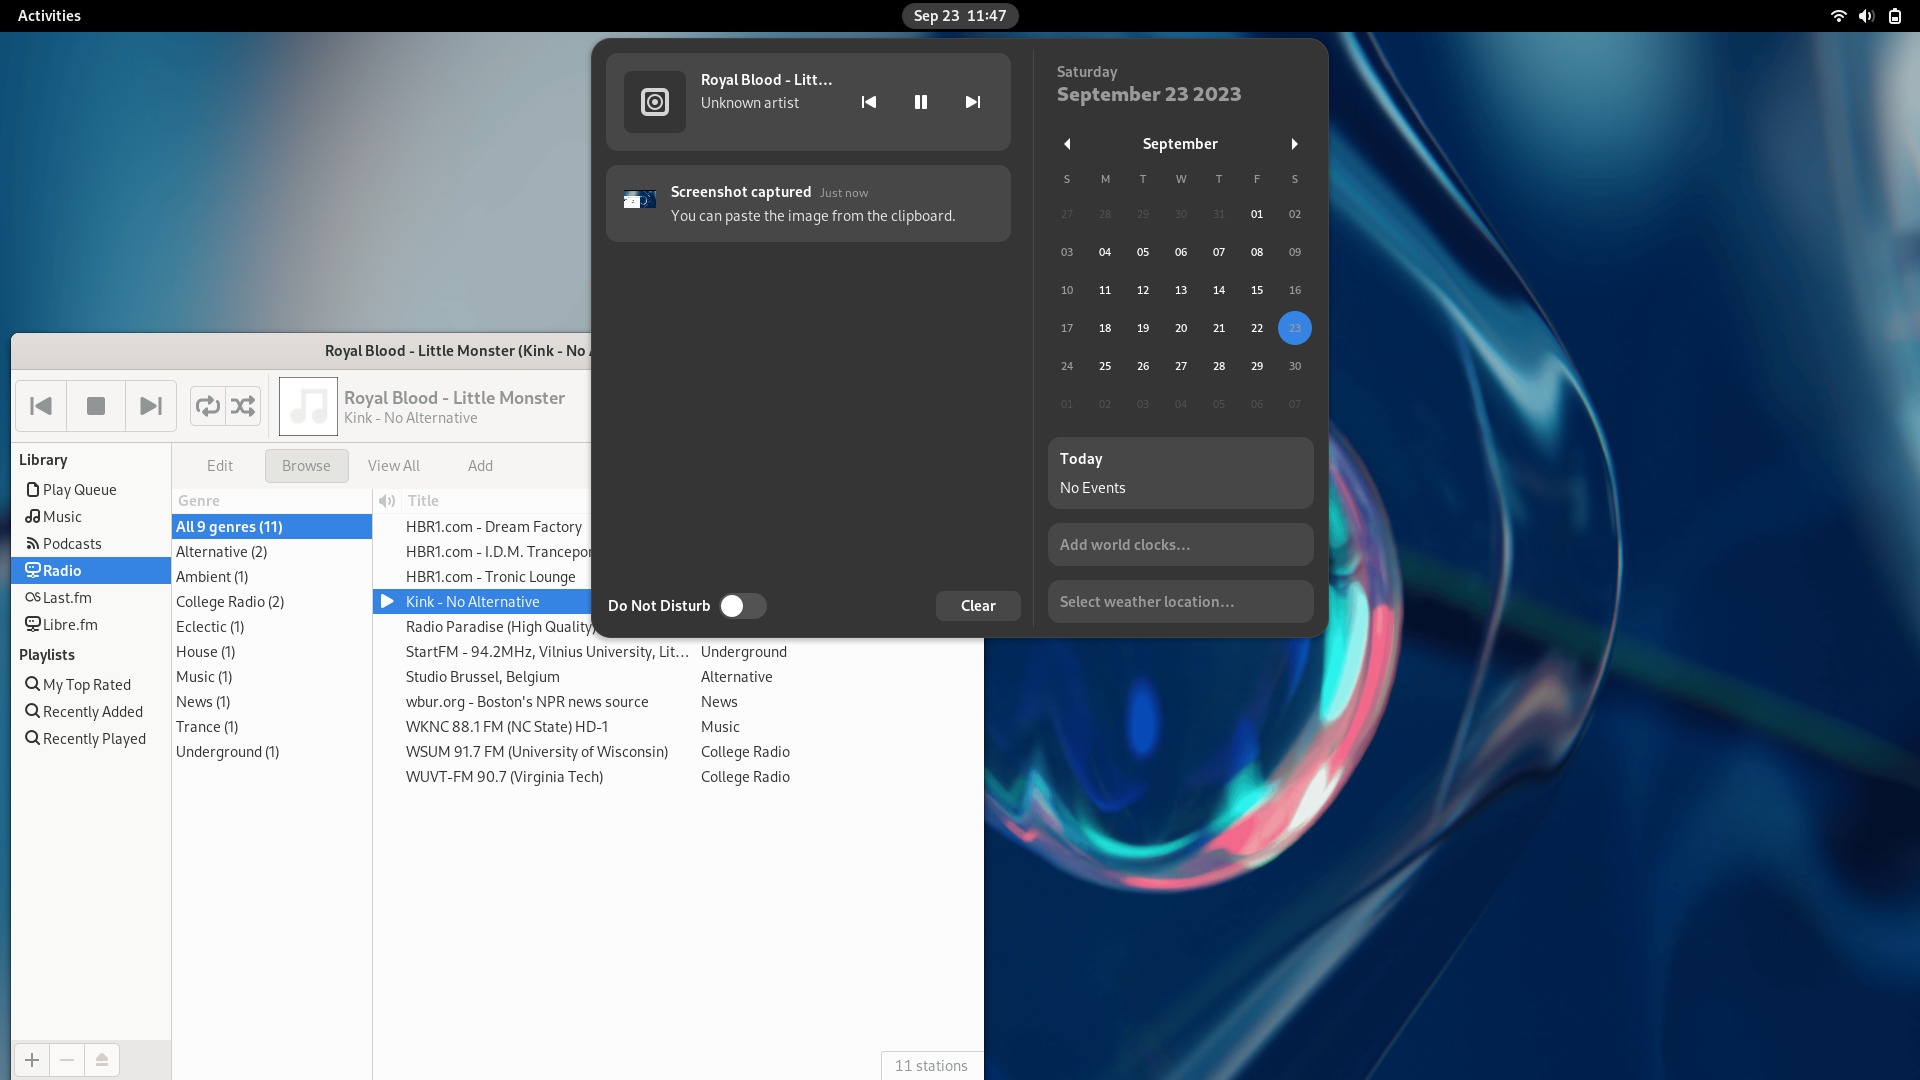 Activities
Sep 23 11:47
Royal Blood - Litt...
Unknown artist
Screenshot captured Just now
You can paste the image from the clipboard.
Do Not Disturb
Clear
Saturday
September 23 2023
September
S M T W T F S
27 28 29 30 31 01 02
03 04 05 06 07 08 09
10 11 12 13 14 15 16
17 18 19 20 21 22 23
24 25 26 27 28 29 30
01 02 03 04 05 06 07
Today
No Events
Add world clocks...
Select weather location...
Royal Blood - Little Monster (Kink - No
Royal Blood - Little Monster
Kink - No Alternative
Library
Play Queue
Music
Podcasts
Radio
Last.fm
Libre.fm
Playlists
My Top Rated
Recently Added
Recently Played
Edit Browse View All Add
Genre
All 9 genres (11)
Alternative (2)
Ambient (1)
College Radio (2)
Eclectic (1)
House (1)
Music (1)
News (1)
Trance (1)
Underground (1)
Title
HBR1.com - Dream Factory
HBR1.com - I.D.M. Trancepor
HBR1.com - Tronic Lounge
Kink - No Alternative
Radio Paradise (High Quality)
StartFM - 94.2MHz, Vilnius University, Lit... Underground
Studio Brussel, Belgium Alternative
wbur.org - Boston's NPR news source News
WKNC 88.1 FM (NC State) HD-1 Music
WSUM 91.7 FM (University of Wisconsin) College Radio
WUVT-FM 90.7 (Virginia Tech) College Radio
11 stations